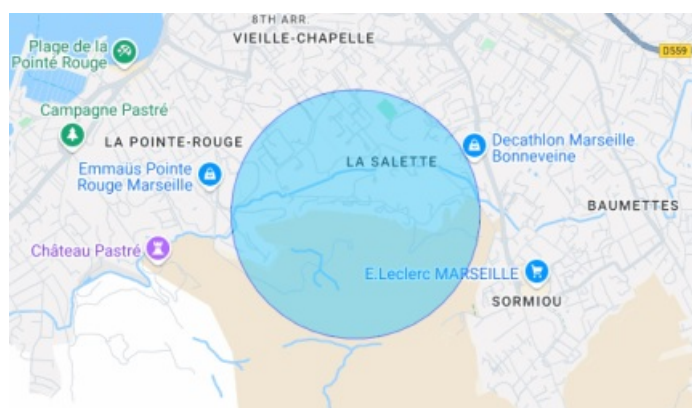 8TH ARR.
VIEILLE-CHAPELLE
Plage de la
Pointe Rouge
D559
Campagne Pastré
LA POINTE-ROUGE
Decathlon Marseille
Bonneveine
LA SALETTE
Emmaüs Pointe
Rouge Marseille
BAUMETTES
Château Pastré
E.Leclerc MARSEILLE
SORMIOU